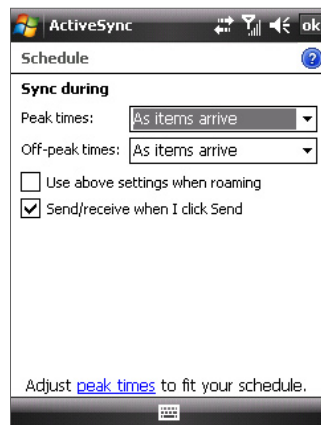 ActiveSync ok
Schedule ?
Sync during
Peak times: As items arrive
Off-peak times: As items arrive
Use above settings when roaming
Send/receive when I click Send
Adjust peak times to fit your schedule.